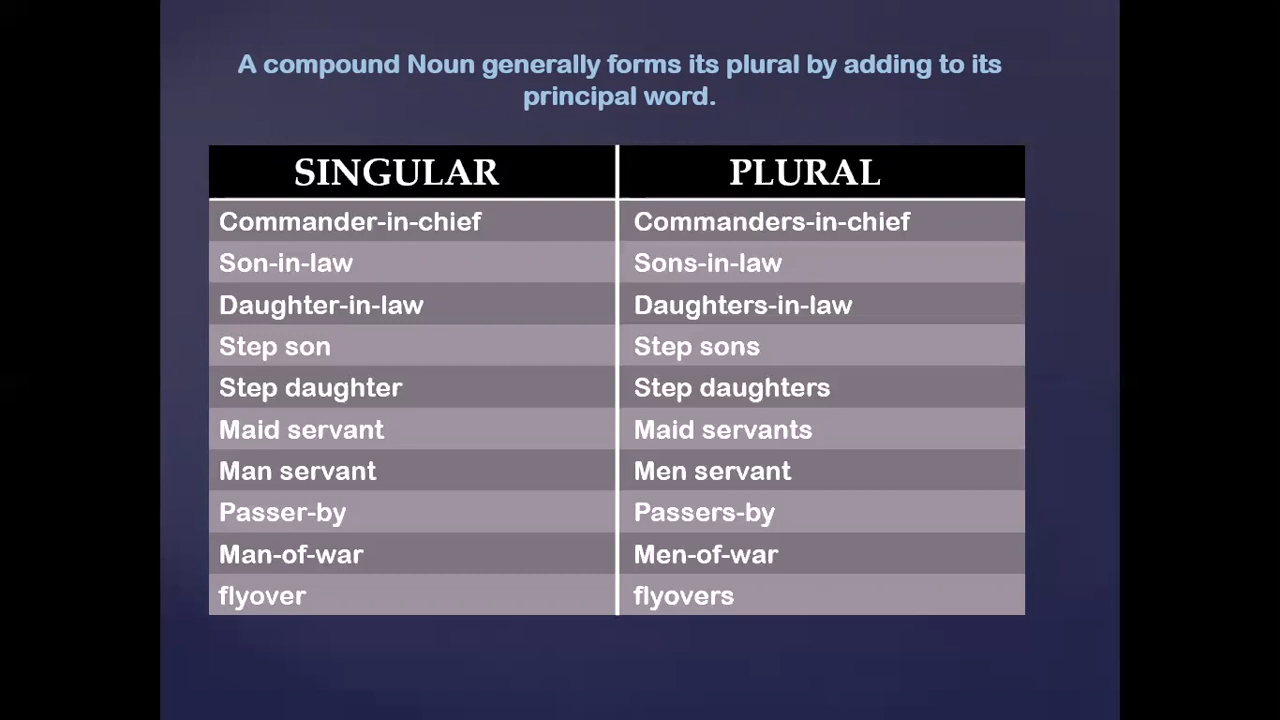 A compound Noun generally forms its plural by adding to its
principal word.
SINGULAR PLURAL
Commander-in-chief Commanders-in-chief
Son-in-law Sons-in-law
Daughter-in-law Daughters-in-law
Step son Step sons
Step daughter Step daughters
Maid servant Maid servants
Man servant Men servant
Passer-by Passers-by
Man-of-war Men-of-war
flyover flyovers